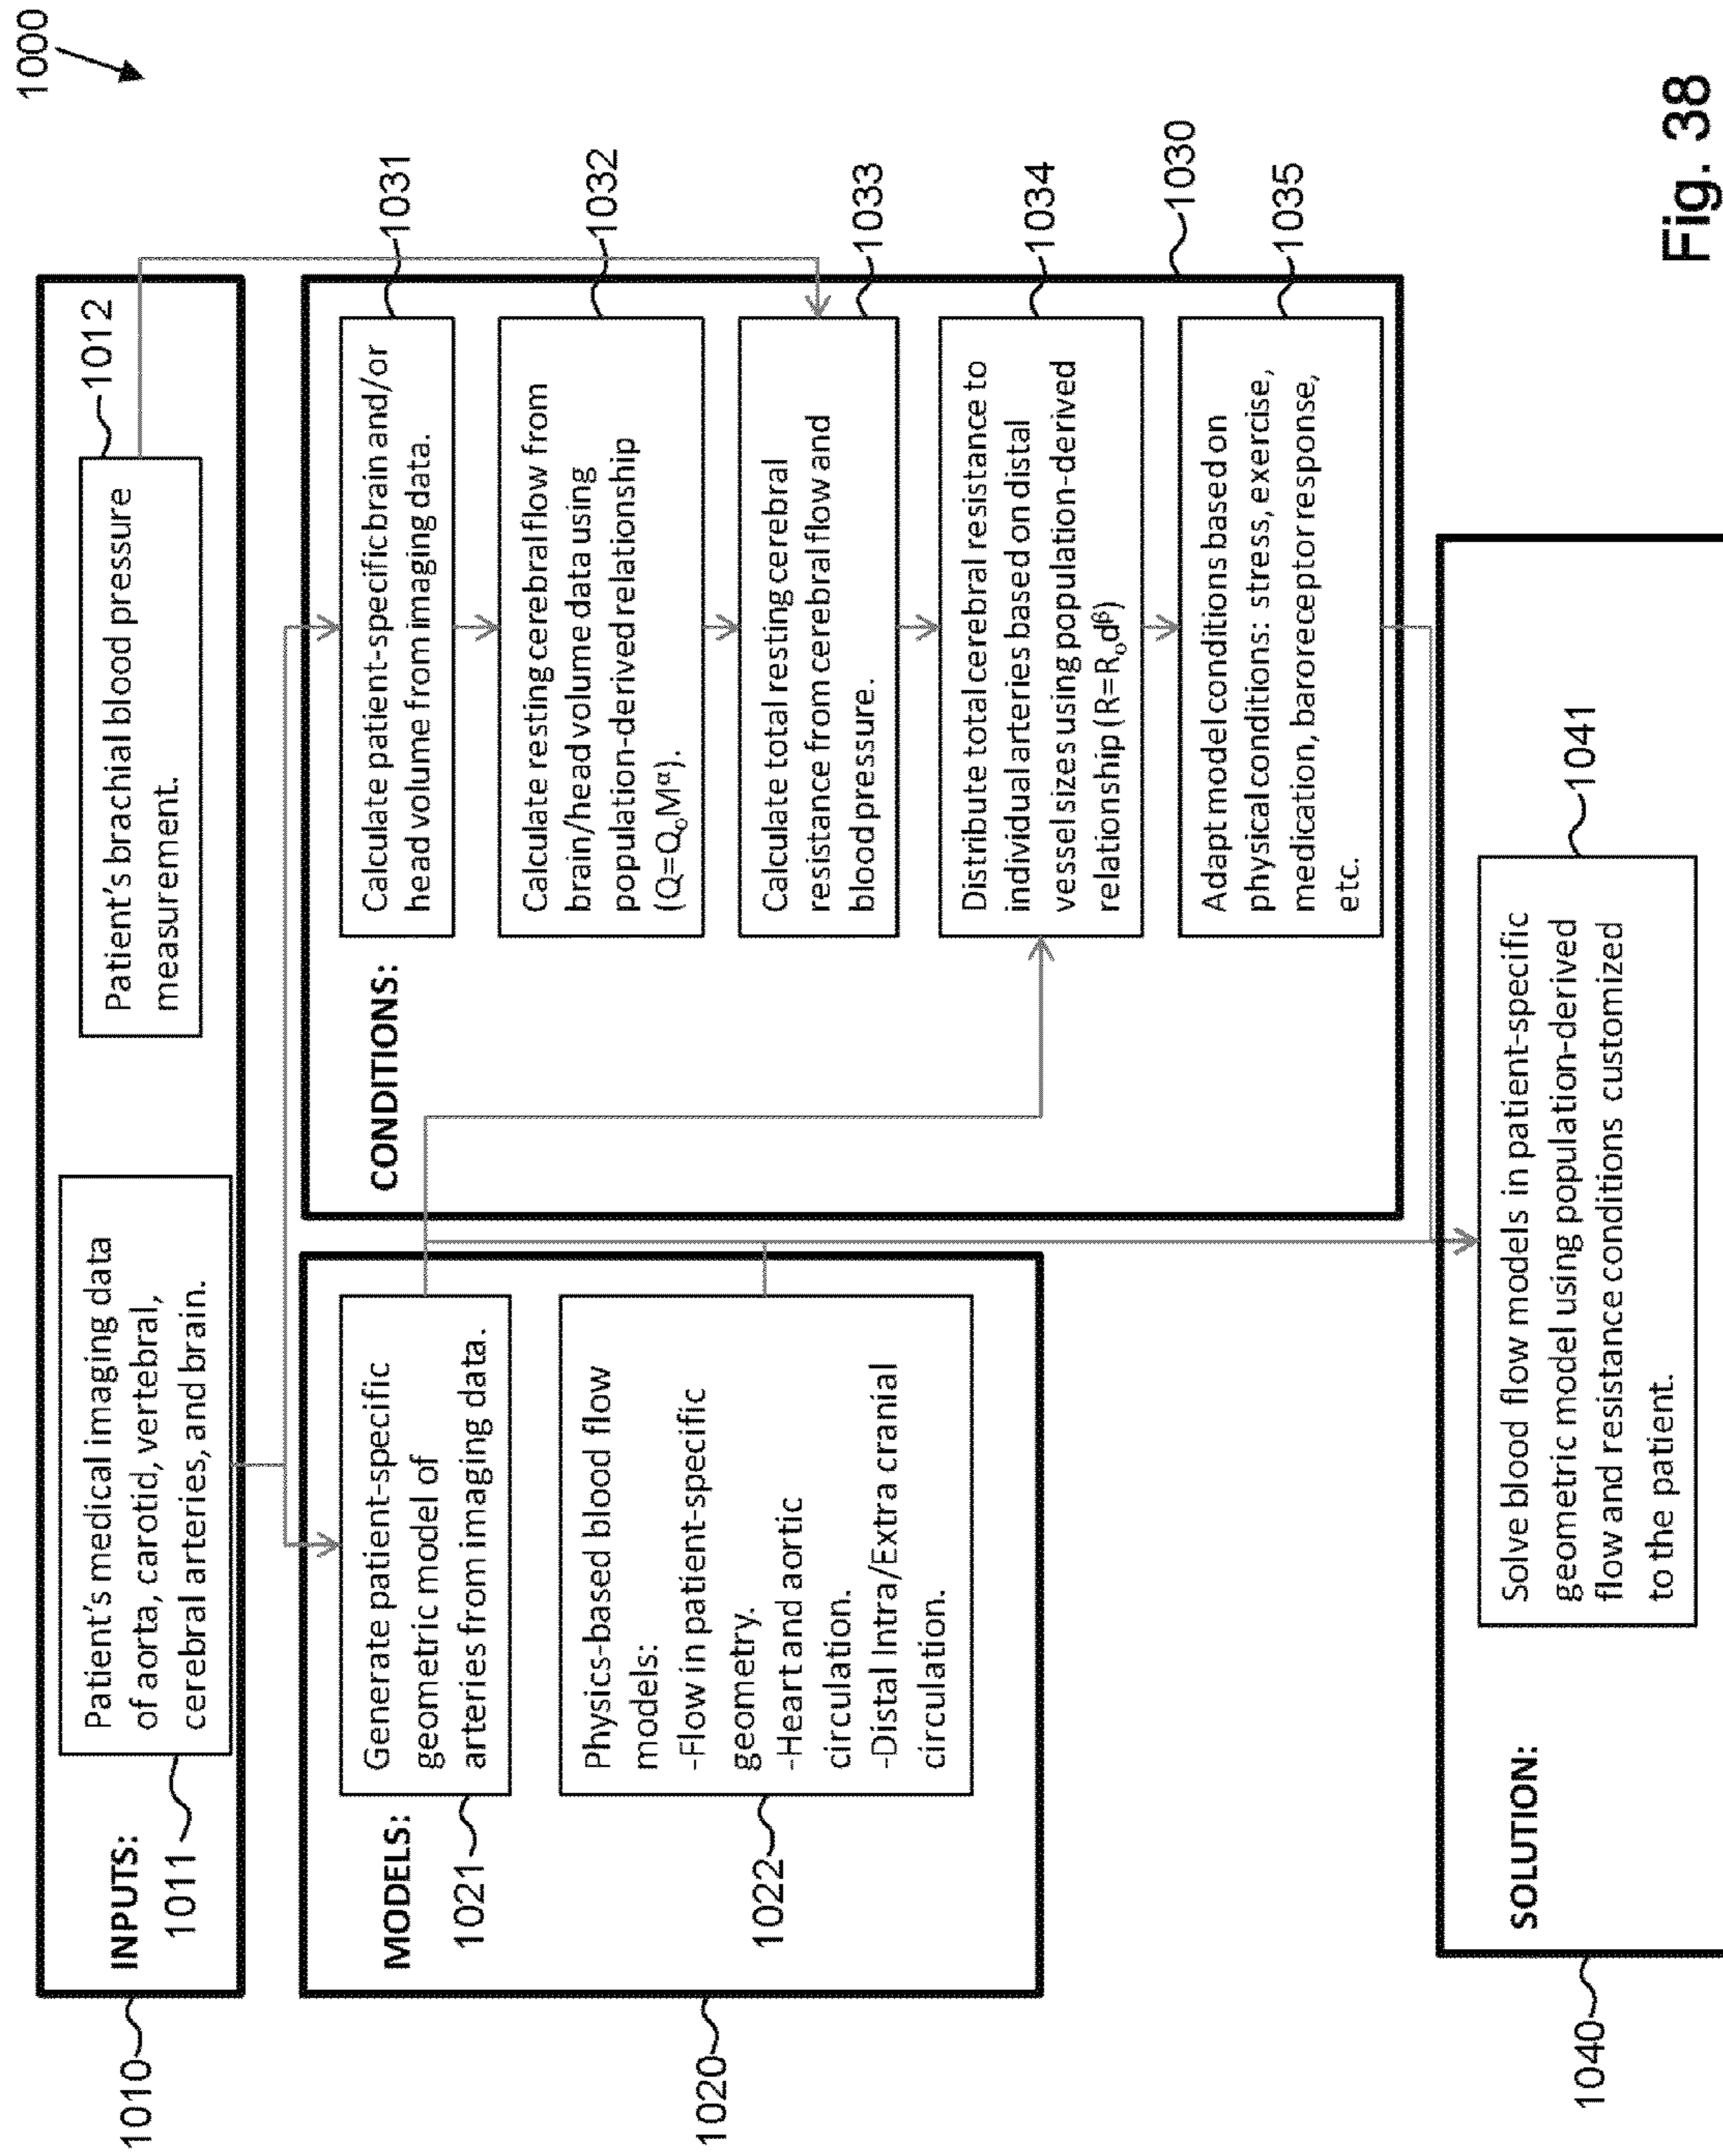 1000
1010
INPUTS:
1011
Patient's medical imaging data
of aorta, carotid, vertebral,
cerebral arteries, and brain.
1012
Patient's brachial blood pressure
measurement.
1020
MODELS:
1021
Generate patient-specific
geometric model of
arteries from imaging data.
1022
Physics-based blood flow
models:
-Flow in patient-specific
geometry.
-Heart and aortic
circulation.
-Distal Intra/Extra cranial
circulation.
CONDITIONS:
Calculate patient-specific brain and/or
head volume from imaging data.
1031
Calculate resting cerebral flow from
brain/head volume data using
population-derived relationship
(Q=QₒMᵅ).
1032
Calculate total resting cerebral
resistance from cerebral flow and
blood pressure.
1033
Distribute total cerebral resistance to
individual arteries based on distal
vessel sizes using population-derived
relationship (R=Rₒdᵝ)
1034
1030
Adapt model conditions based on
physical conditions: stress, exercise,
medication, baroreceptor response,
etc.
1035
1040
SOLUTION:
Solve blood flow models in patient-specific
geometric model using population-derived
flow and resistance conditions customized
to the patient.
1041
Fig. 38